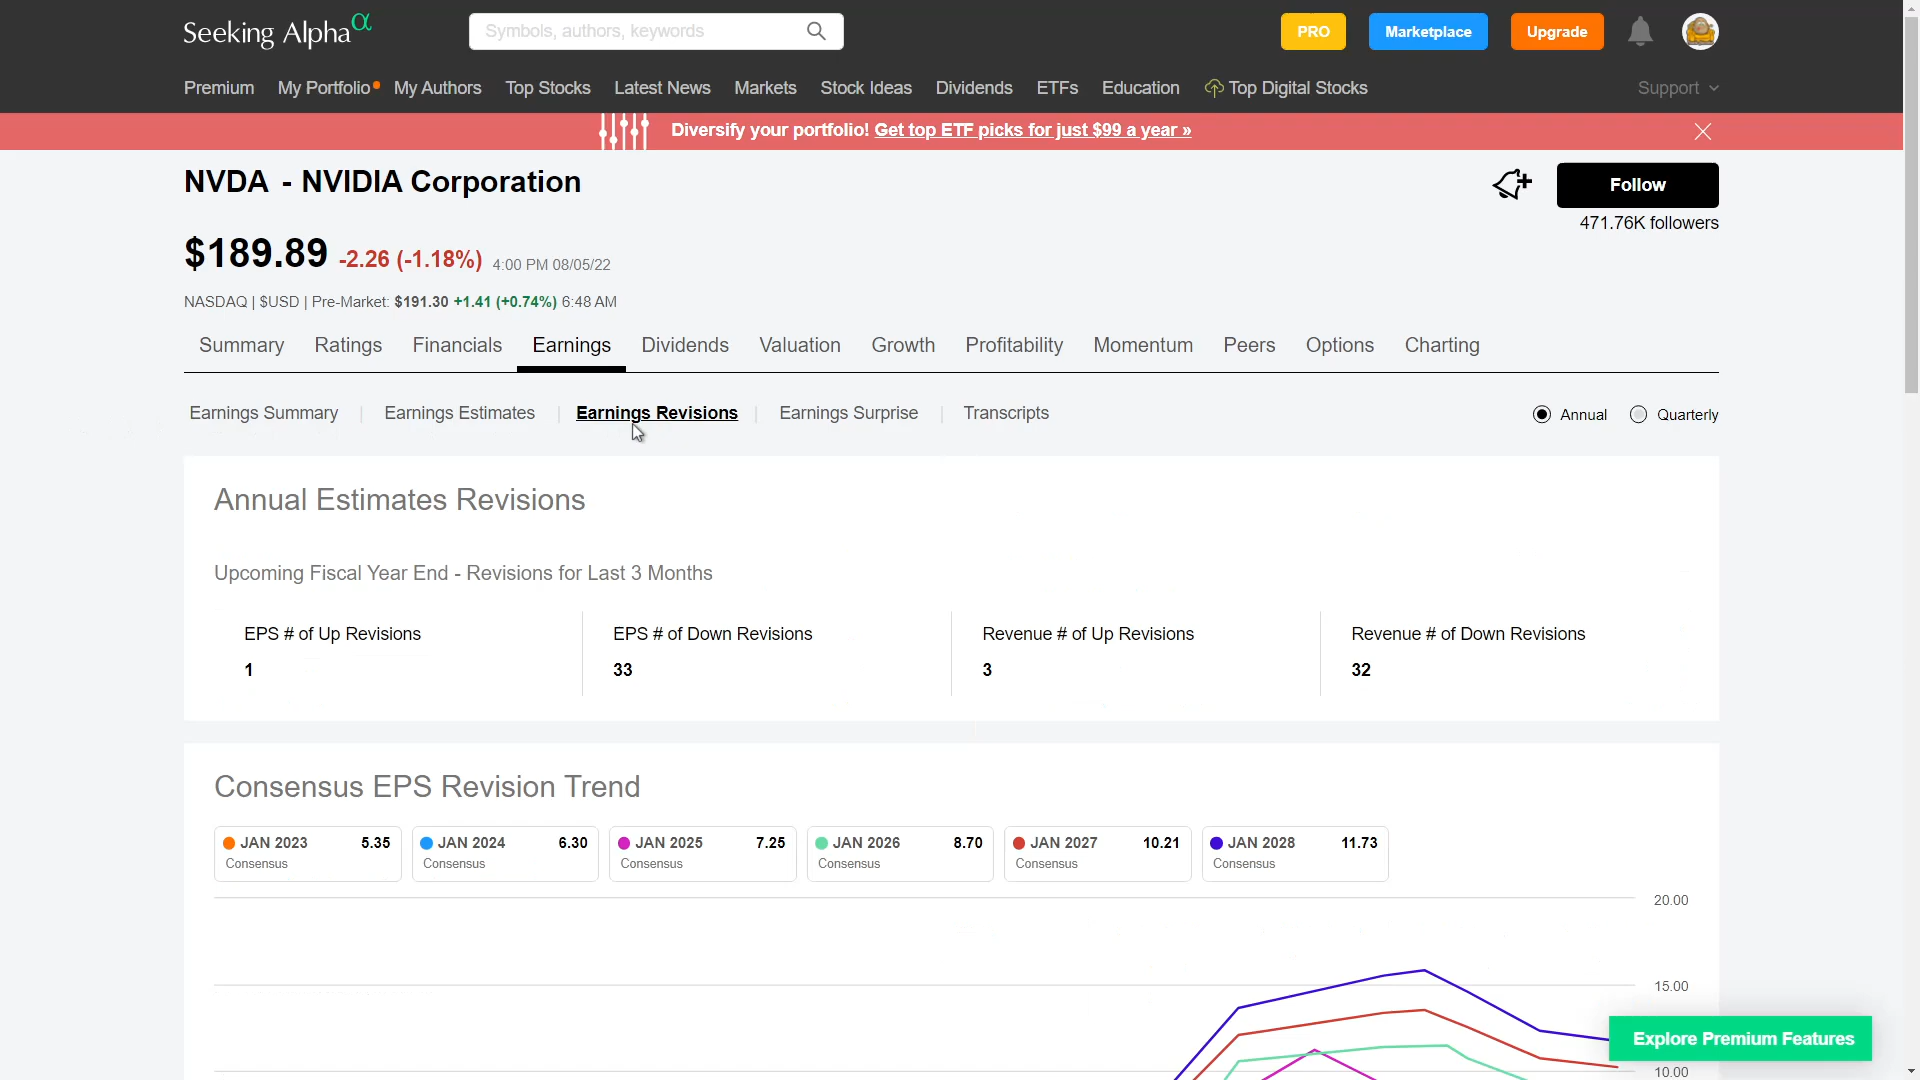 Seeking Alpha α
Symbols, authors, keywords
PRO
Marketplace
Upgrade
Premium My Portfolio My Authors Top Stocks Latest News Markets Stock Ideas Dividends ETFs Education Top Digital Stocks Support
Diversify your portfolio! Get top ETF picks for just $99 a year »
NVDA - NVIDIA Corporation
Follow
471.76K followers
$189.89 -2.26 (-1.18%) 4:00 PM 08/05/22
NASDAQ | $USD | Pre-Market: $191.30 +1.41 (+0.74%) 6:48 AM
Summary Ratings Financials Earnings Dividends Valuation Growth Profitability Momentum Peers Options Charting
Earnings Summary | Earnings Estimates | Earnings Revisions | Earnings Surprise | Transcripts
Annual Quarterly
Annual Estimates Revisions
Upcoming Fiscal Year End - Revisions for Last 3 Months
EPS # of Up Revisions
1
EPS # of Down Revisions
33
Revenue # of Up Revisions
3
Revenue # of Down Revisions
32
Consensus EPS Revision Trend
JAN 2023 5.35
Consensus
JAN 2024 6.30
Consensus
JAN 2025 7.25
Consensus
JAN 2026 8.70
Consensus
JAN 2027 10.21
Consensus
JAN 2028 11.73
Consensus
20.00
15.00
Explore Premium Features
10.00